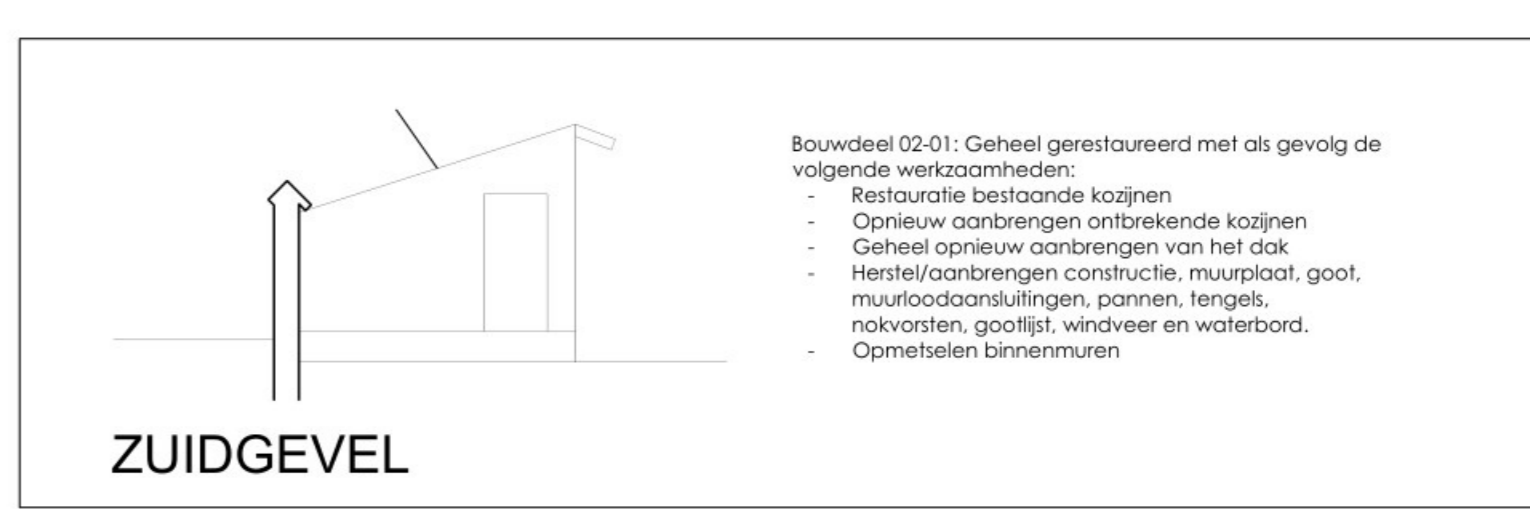 Bouwdeel 02-01: Geheel gerestaureerd met als gevolg de
volgende werkzaamheden:
- Restauratie bestaande kozijnen
- Opnieuw aanbrengen ontbrekende kozijnen
- Geheel opnieuw aanbrengen van het dak
- Herstel/aanbrengen constructie, muurplaat, goot,
muurloodaansluitingen, pannen, tengels,
nokvorsten, gootlijst, windveer en waterbord.
- Opmetselen binnenmuren
ZUIDGEVEL